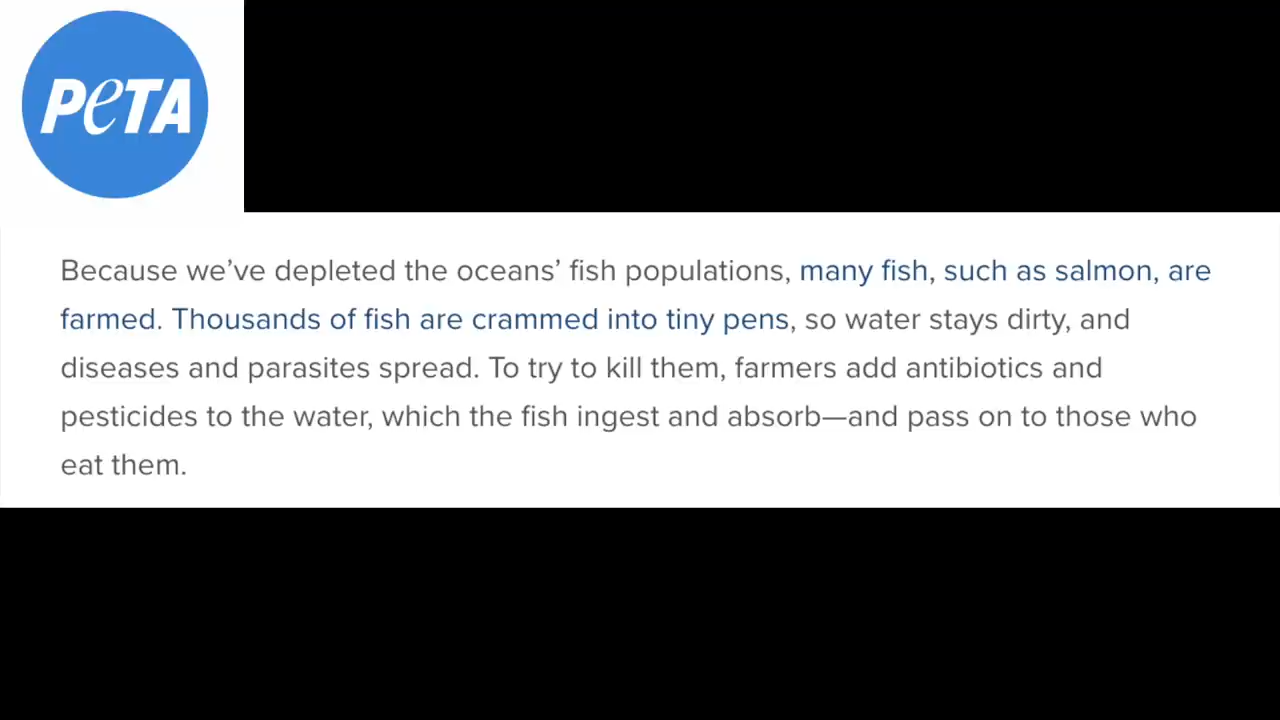 PETA
Because we’ve depleted the oceans’ fish populations, many fish, such as salmon, are
farmed. Thousands of fish are crammed into tiny pens, so water stays dirty, and
diseases and parasites spread. To try to kill them, farmers add antibiotics and
pesticides to the water, which the fish ingest and absorb—and pass on to those who
eat them.